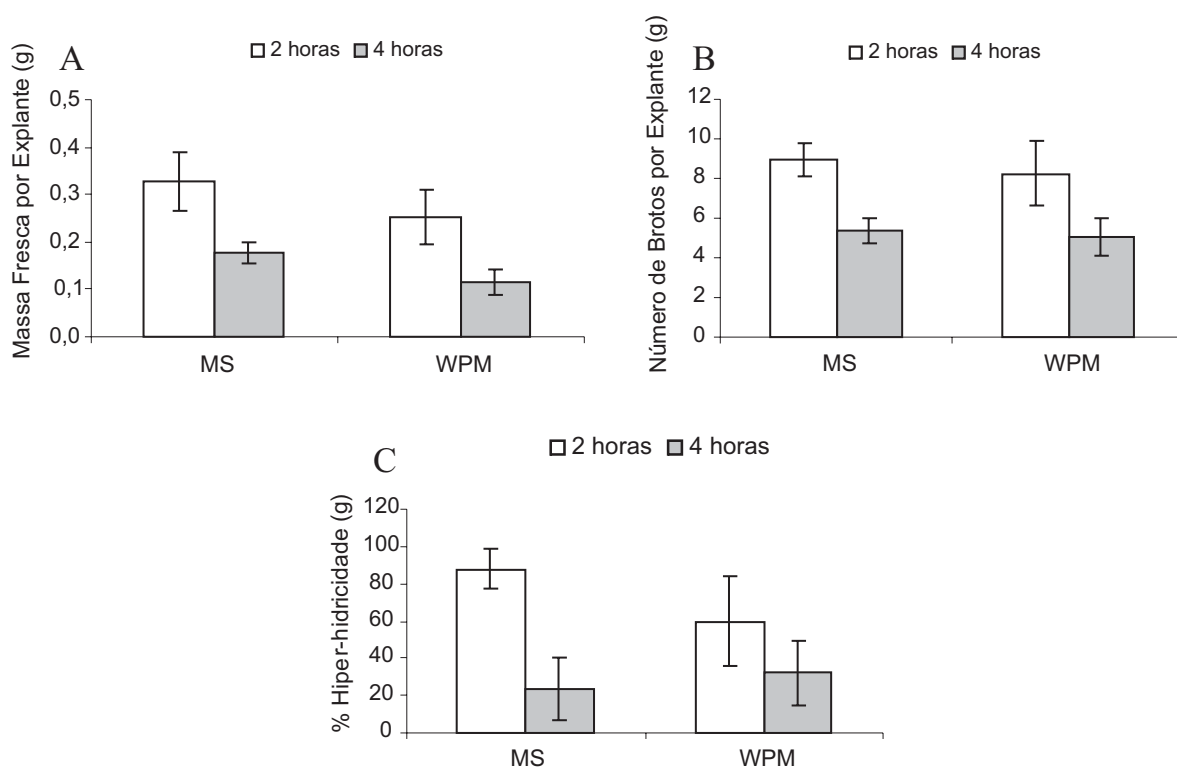 A
2 horas 4 horas
Massa Fresca por Explante (g)
0,5
0,4
0,3
0,2
0,1
0,0
MS WPM
B
2 horas 4 horas
Número de Brotos por Explante (g)
12
10
8
6
4
2
0
MS WPM
C
2 horas 4 horas
% Hiper-hidricidade (g)
120
100
80
60
40
20
0
MS WPM